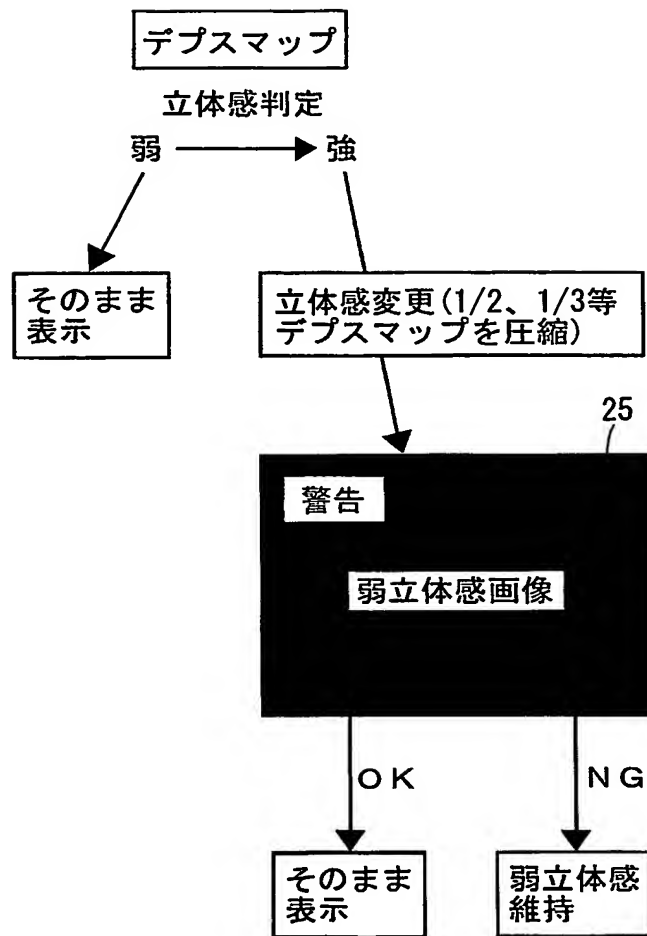 デプスマップ
立体感判定
弱 強
そのまま
表示
立体感変更(1/2、1/3等
デプスマップを圧縮)
25
警告
弱立体感画像
OK NG
そのまま
表示
弱立体感
維持